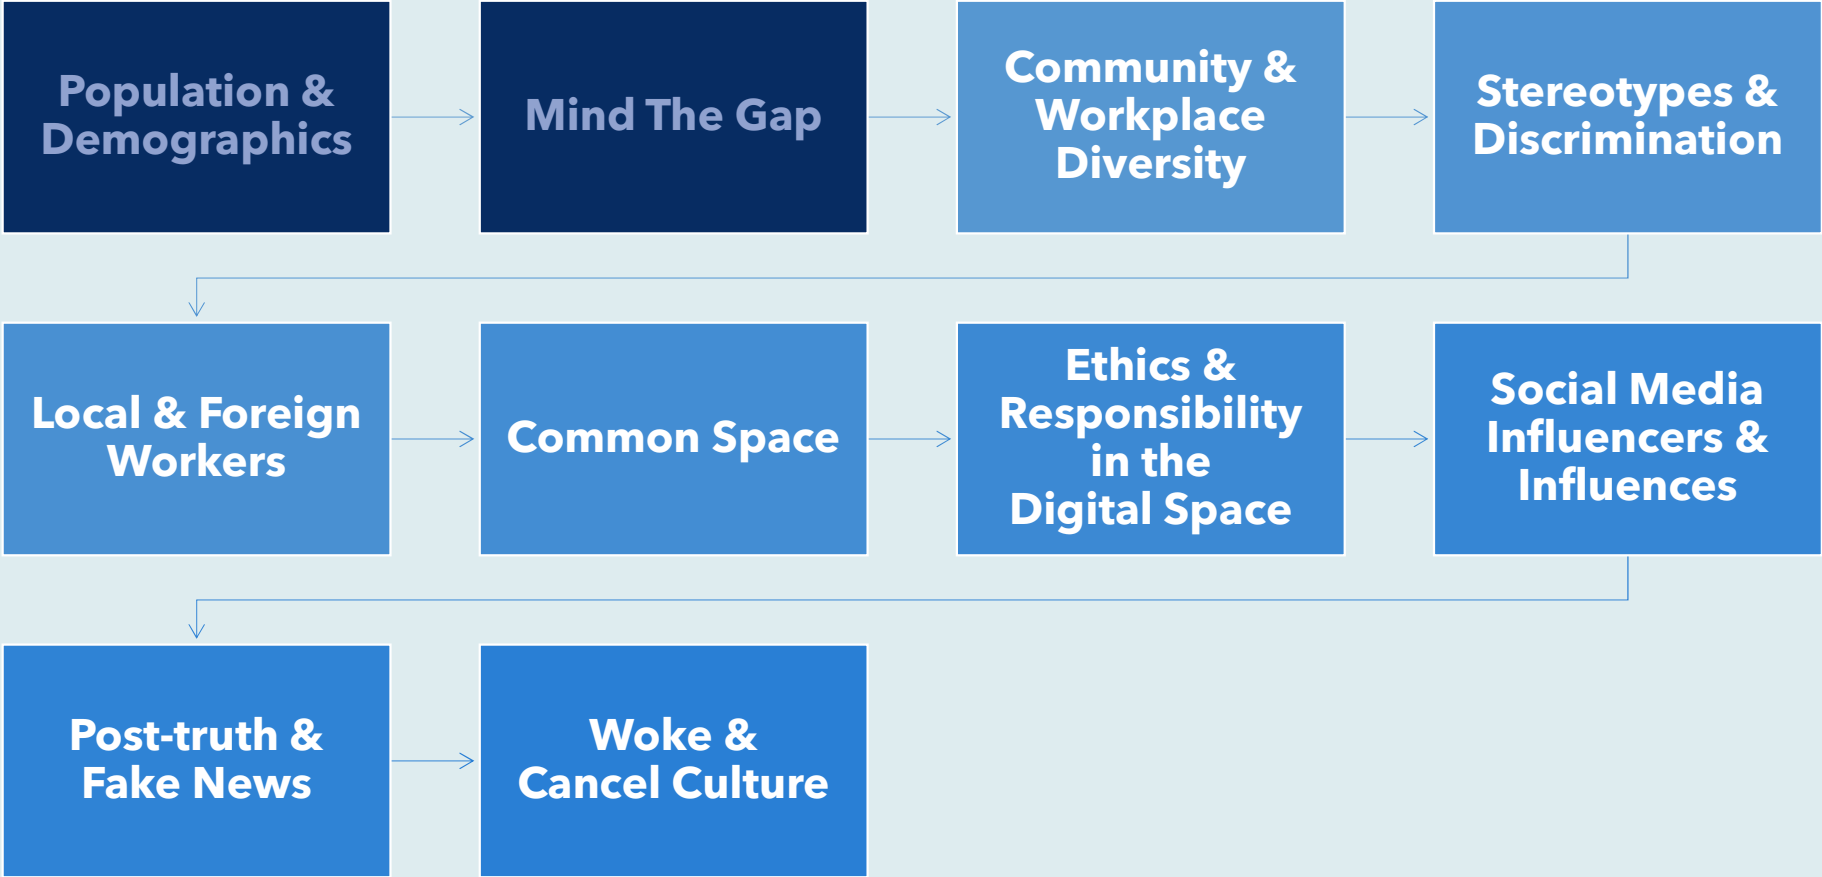 Population &
Demographics
Mind The Gap
Community &
Workplace
Diversity
Stereotypes &
Discrimination
Local & Foreign
Workers
Common Space
Ethics &
Responsibility
in the
Digital Space
Social Media
Influencers &
Influences
Post-truth &
Fake News
Woke &
Cancel Culture